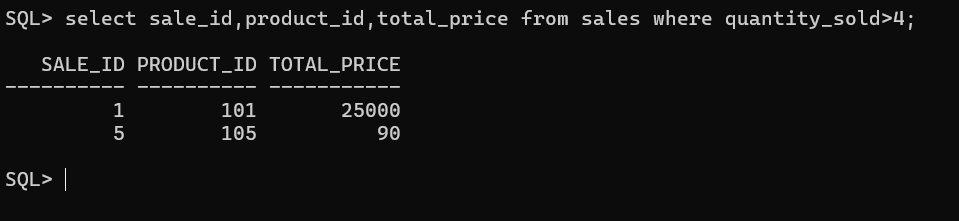 SQL> select sale_id,product_id,total_price from sales where quantity_sold>4;
   SALE_ID PRODUCT_ID TOTAL_PRICE
---------- ---------- -----------
         1        101       25000
         5        105          90
SQL>